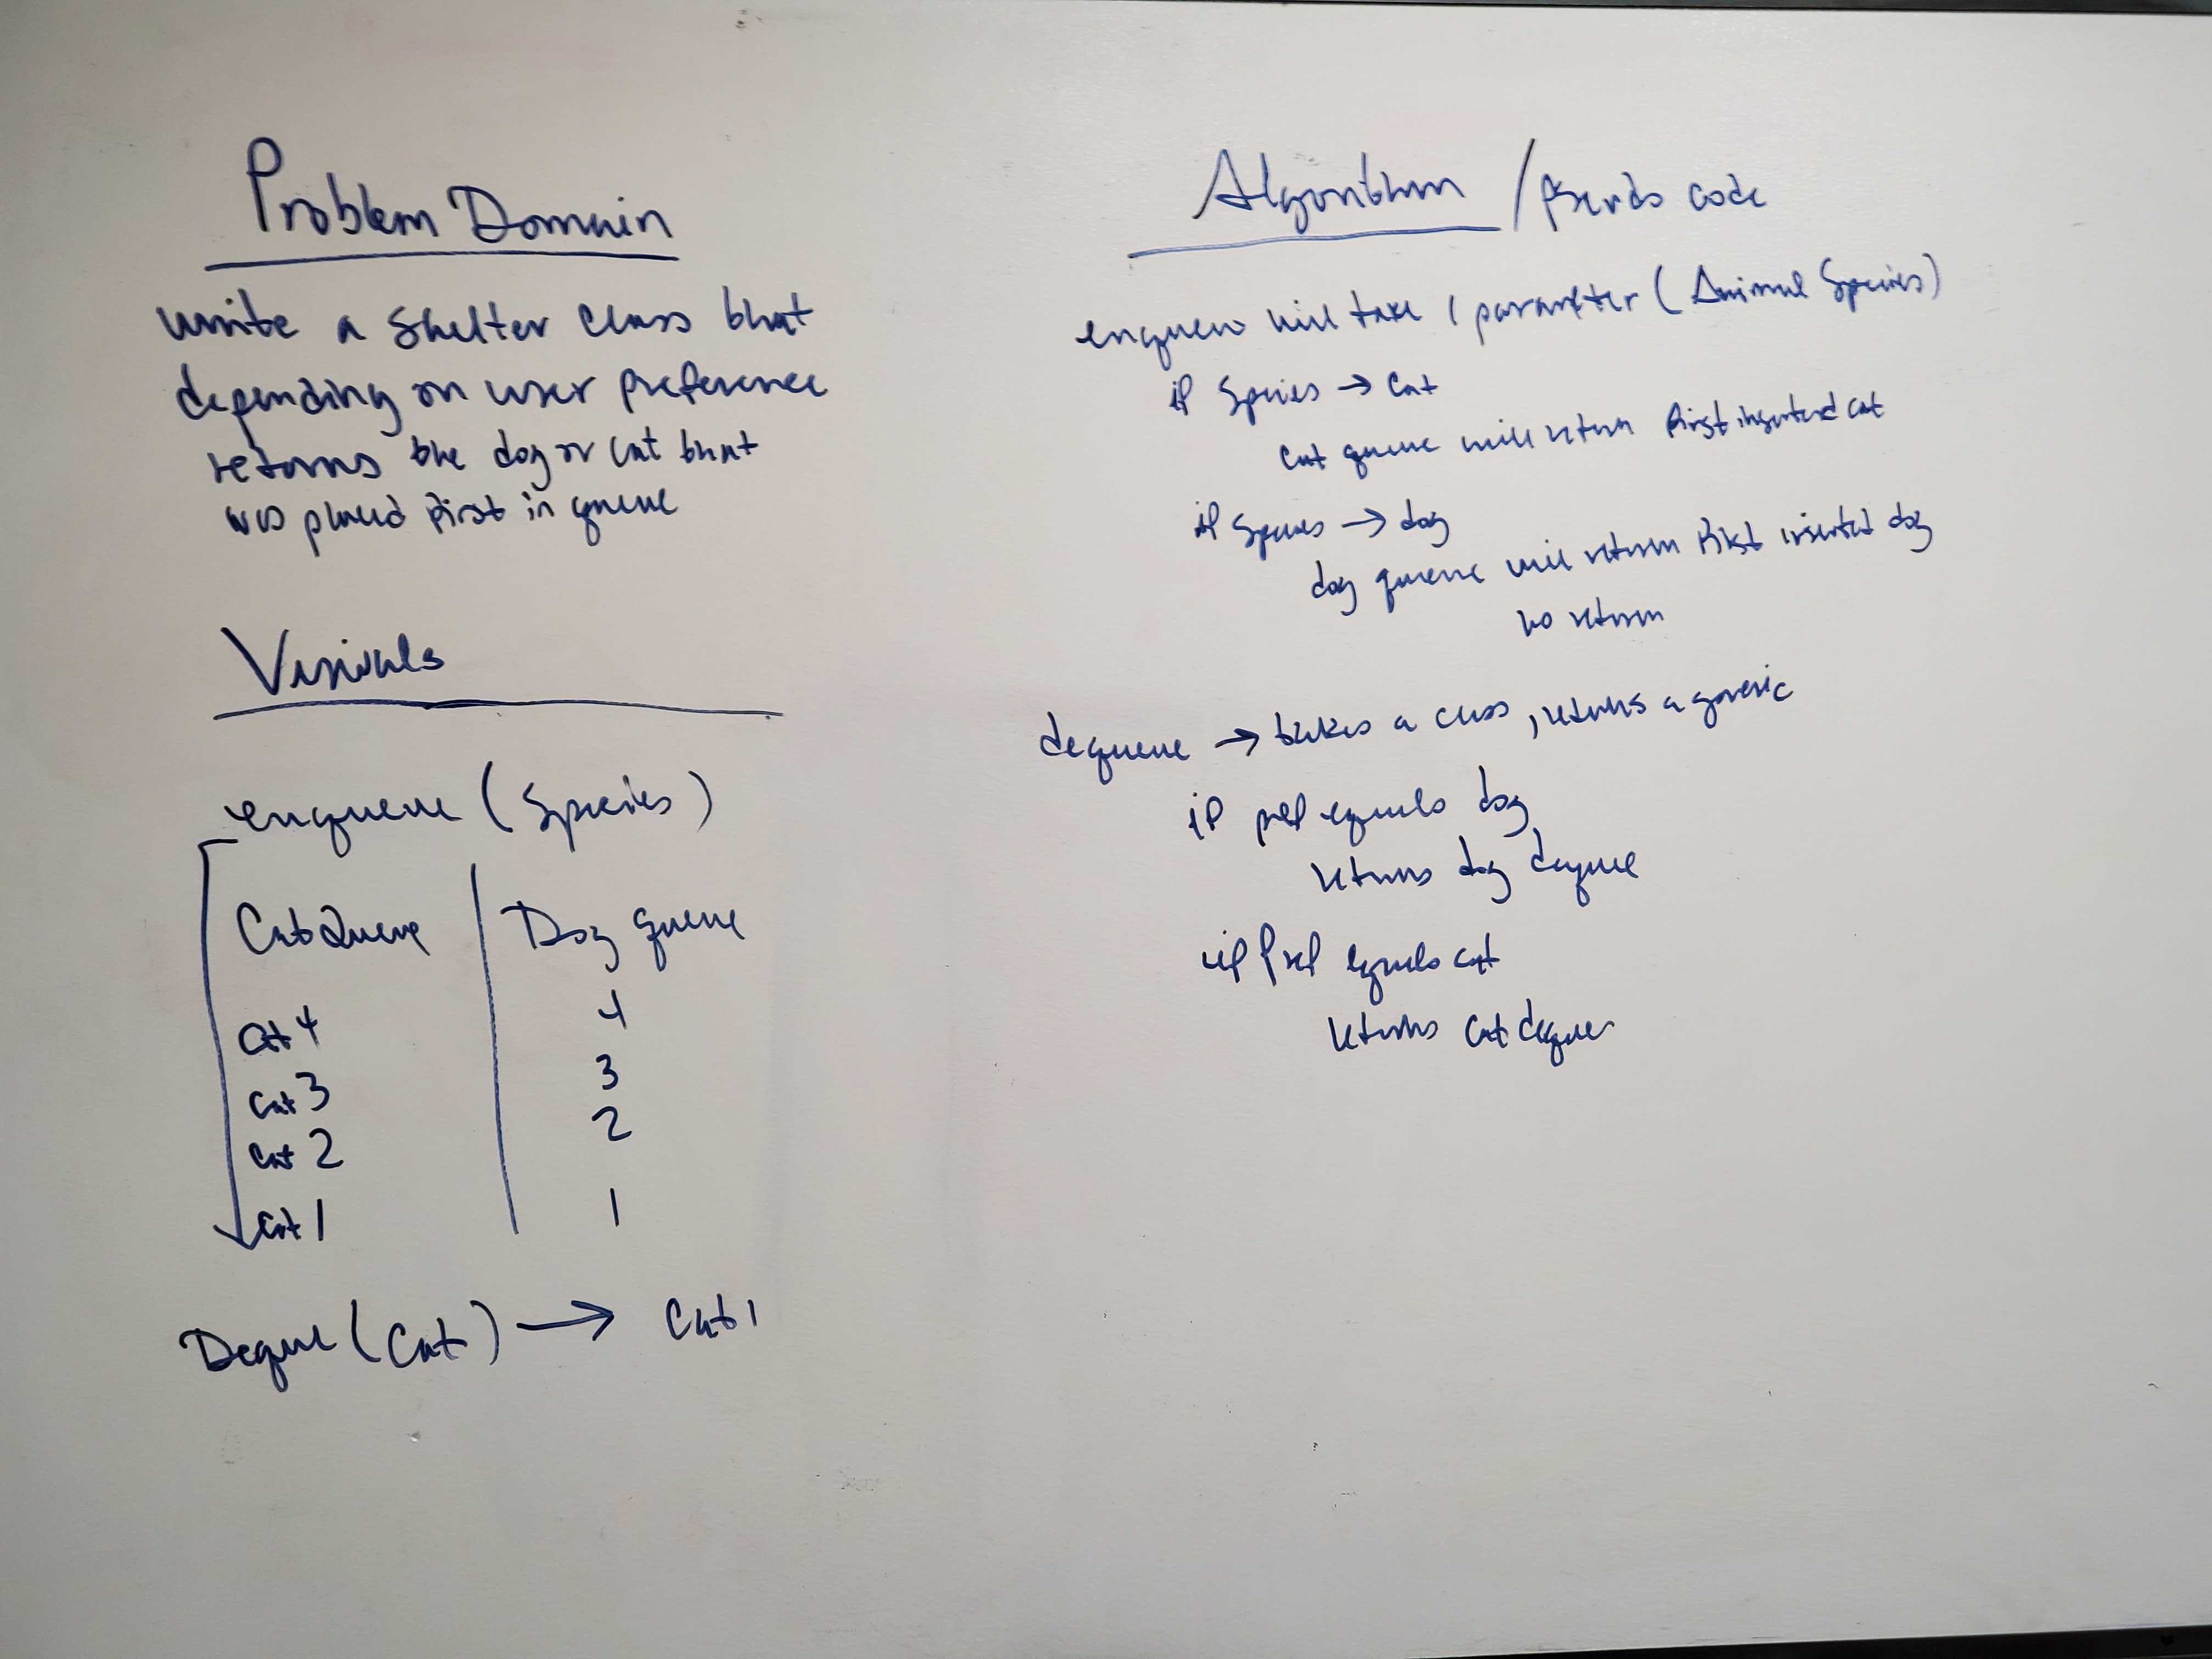 Problem Domain
write a Shelter class that
depending on user preference
returns the dog or cat that
was placed first in queue
Visuals
enqueue (Species)
CatQueue | Dog queue
Cat 4 4
Cat 3 3
Cat 2 2
Cat 1 1
Deque (Cat) → Cat 1
Algorithm / Pseudo code
enqueue will take 1 parameter (Animal Species)
if Species → Cat
Cat queue will return first inserted cat
if Species → dog
dog queue will return first inserted dog
no return
dequeue → takes a class, returns a generic
if pref equals dog
returns dog deque
if pref equals cat
returns cat deque